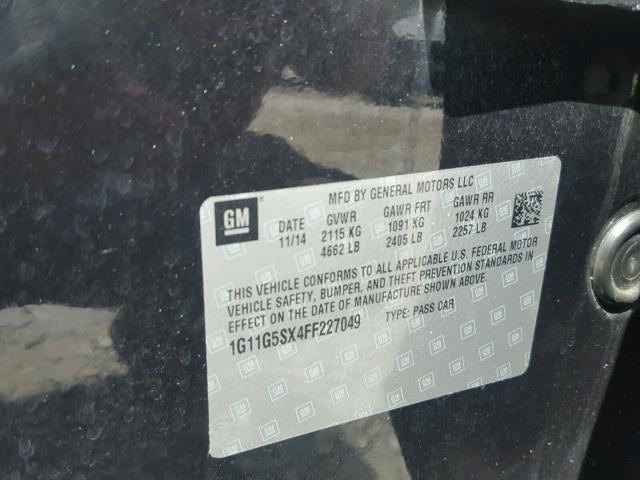 GM
MFD BY GENERAL MOTORS LLC
DATE GVWR GAWR FRT GAWR RR
11/14 2115 KG 1091 KG 1024 KG
4662 LB 2405 LB 2257 LB
THIS VEHICLE CONFORMS TO ALL APPLICABLE U.S. FEDERAL MOTOR
VEHICLE SAFETY, BUMPER, AND THEFT PREVENTION STANDARDS IN
EFFECT ON THE DATE OF MANUFACTURE SHOWN ABOVE.
1G11G5SX4FF227049 TYPE: PASS CAR